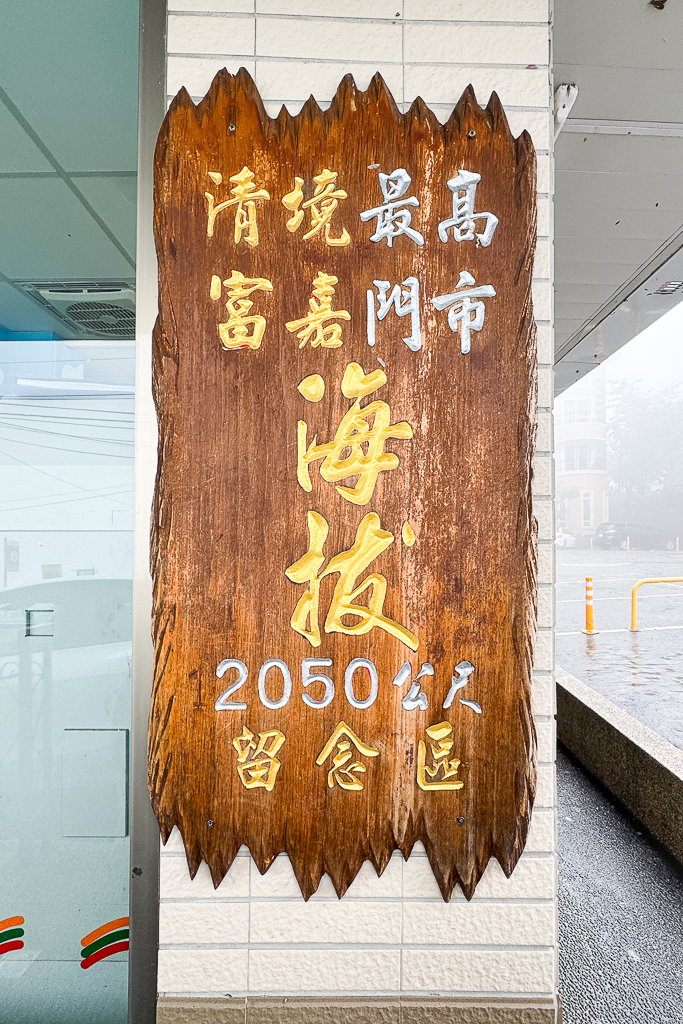 清境最高
富嘉門市
海拔
2050公尺
留念區